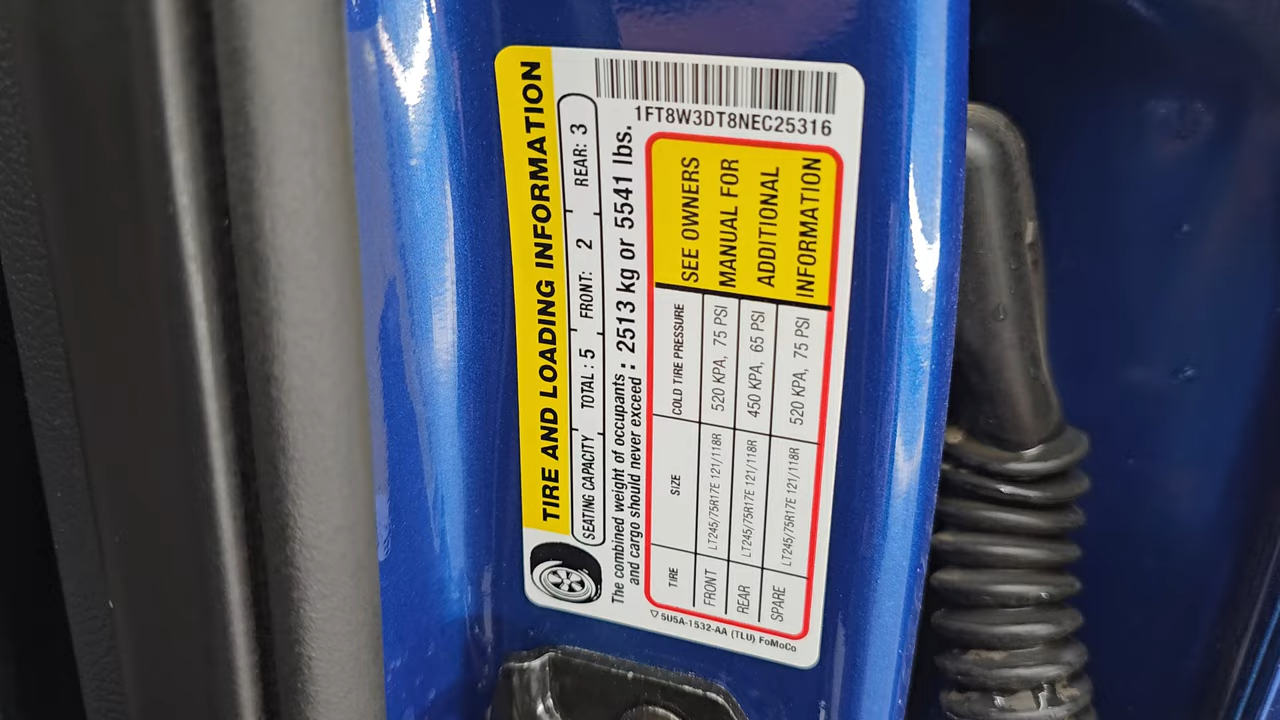 TIRE AND LOADING INFORMATION
SEATING CAPACITY TOTAL : 5 FRONT: 2 REAR: 3
The combined weight of occupants
and cargo should never exceed : 2513 kg or 5541 lbs.
TIRE SIZE COLD TIRE PRESSURE
FRONT LT245/75R17E 121/118R 520 KPA, 75 PSI
REAR LT245/75R17E 121/118R 450 KPA, 65 PSI
SPARE LT245/75R17E 121/118R 520 KPA, 75 PSI
SEE OWNERS
MANUAL FOR
ADDITIONAL
INFORMATION
5U5A-1532-AA (TLU) FoMoCo
1FT8W3DT8NEC25316